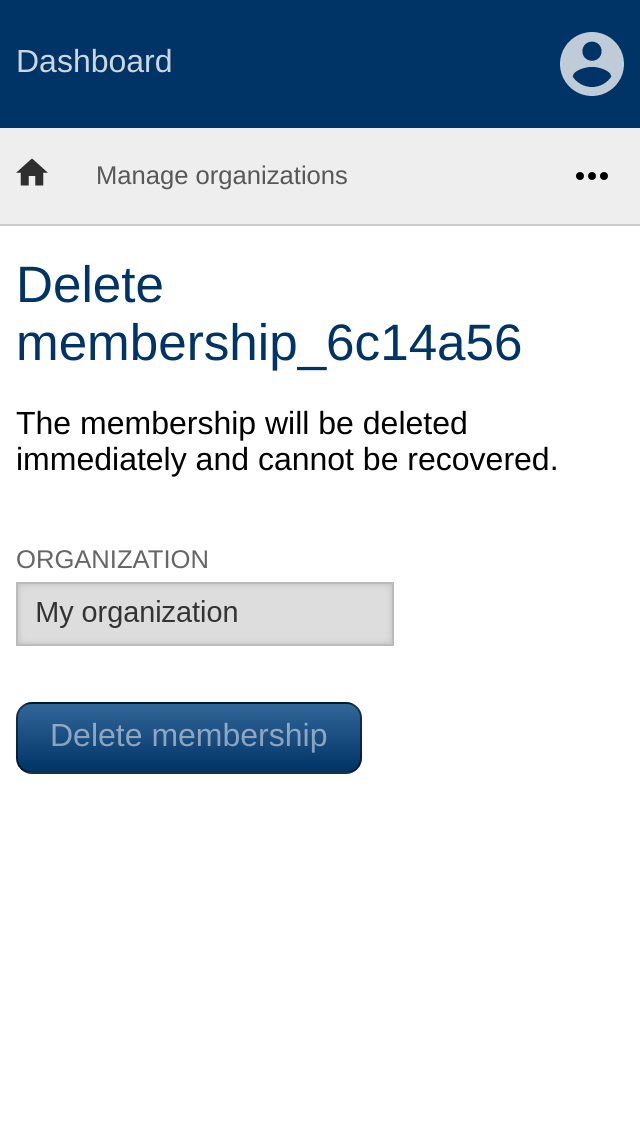 Dashboard
Manage organizations
Delete
membership_6c14a56
The membership will be deleted
immediately and cannot be recovered.
ORGANIZATION
My organization
Delete membership